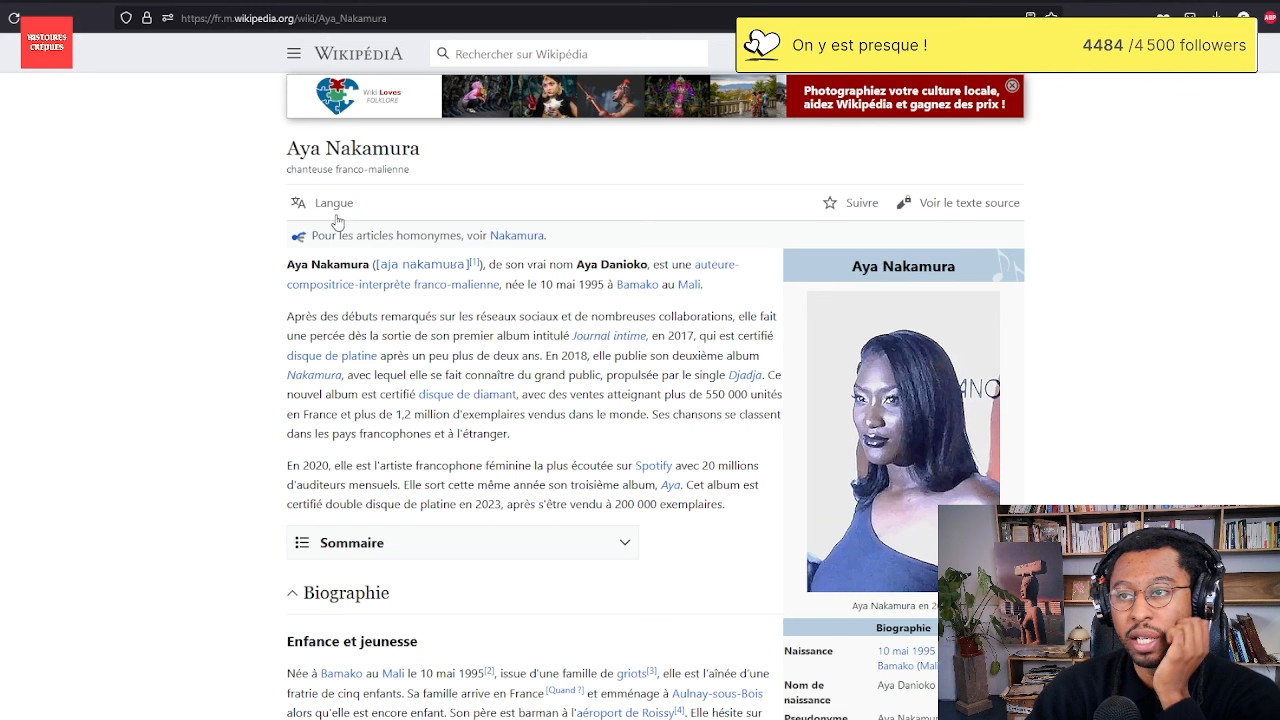 https://fr.m.wikipedia.org/wiki/Aya_Nakamura
HISTOIRES
CRÉPUES
WIKIPÉDIA
Rechercher sur Wikipédia
On y est presque !
4484 /4 500 followers
Wiki Loves
FOLKLORE
Photographiez votre culture locale,
aidez Wikipédia et gagnez des prix !
Aya Nakamura
chanteuse franco-malienne
Langue
Suivre
Voir le texte source
Pour les articles homonymes, voir Nakamura.
Aya Nakamura ([aja nakamuʁa][1]), de son vrai nom Aya Danioko, est une auteure-
compositrice-interprète franco-malienne, née le 10 mai 1995 à Bamako au Mali.
Après des débuts remarqués sur les réseaux sociaux et de nombreuses collaborations, elle fait
une percée dès la sortie de son premier album intitulé Journal intime, en 2017, qui est certifié
disque de platine après un peu plus de deux ans. En 2018, elle publie son deuxième album
Nakamura, avec lequel elle se fait connaître du grand public, propulsée par le single Djadja. Ce
nouvel album est certifié disque de diamant, avec des ventes atteignant plus de 550 000 unités
en France et plus de 1,2 million d'exemplaires vendus dans le monde. Ses chansons se classent
dans les pays francophones et à l'étranger.
En 2020, elle est l'artiste francophone féminine la plus écoutée sur Spotify avec 20 millions
d'auditeurs mensuels. Elle sort cette même année son troisième album, Aya. Cet album est
certifié double disque de platine en 2023, après s'être vendu à 200 000 exemplaires.
Sommaire
Biographie
Enfance et jeunesse
Née à Bamako au Mali le 10 mai 1995[2], issue d'une famille de griots[3], elle est l'aînée d'une
fratrie de cinq enfants. Sa famille arrive en France[Quand ?] et emménage à Aulnay-sous-Bois
alors qu'elle est encore enfant. Son père est barman à l'aéroport de Roissy[4]. Elle hésite sur
Aya Nakamura
ANO
Aya Nakamura en
Biographie
Naissance
10 mai 1995
Bamako (Mali
Nom de
naissance
Aya Danioko
Pseudonyme
Aya Nakamura
ABP